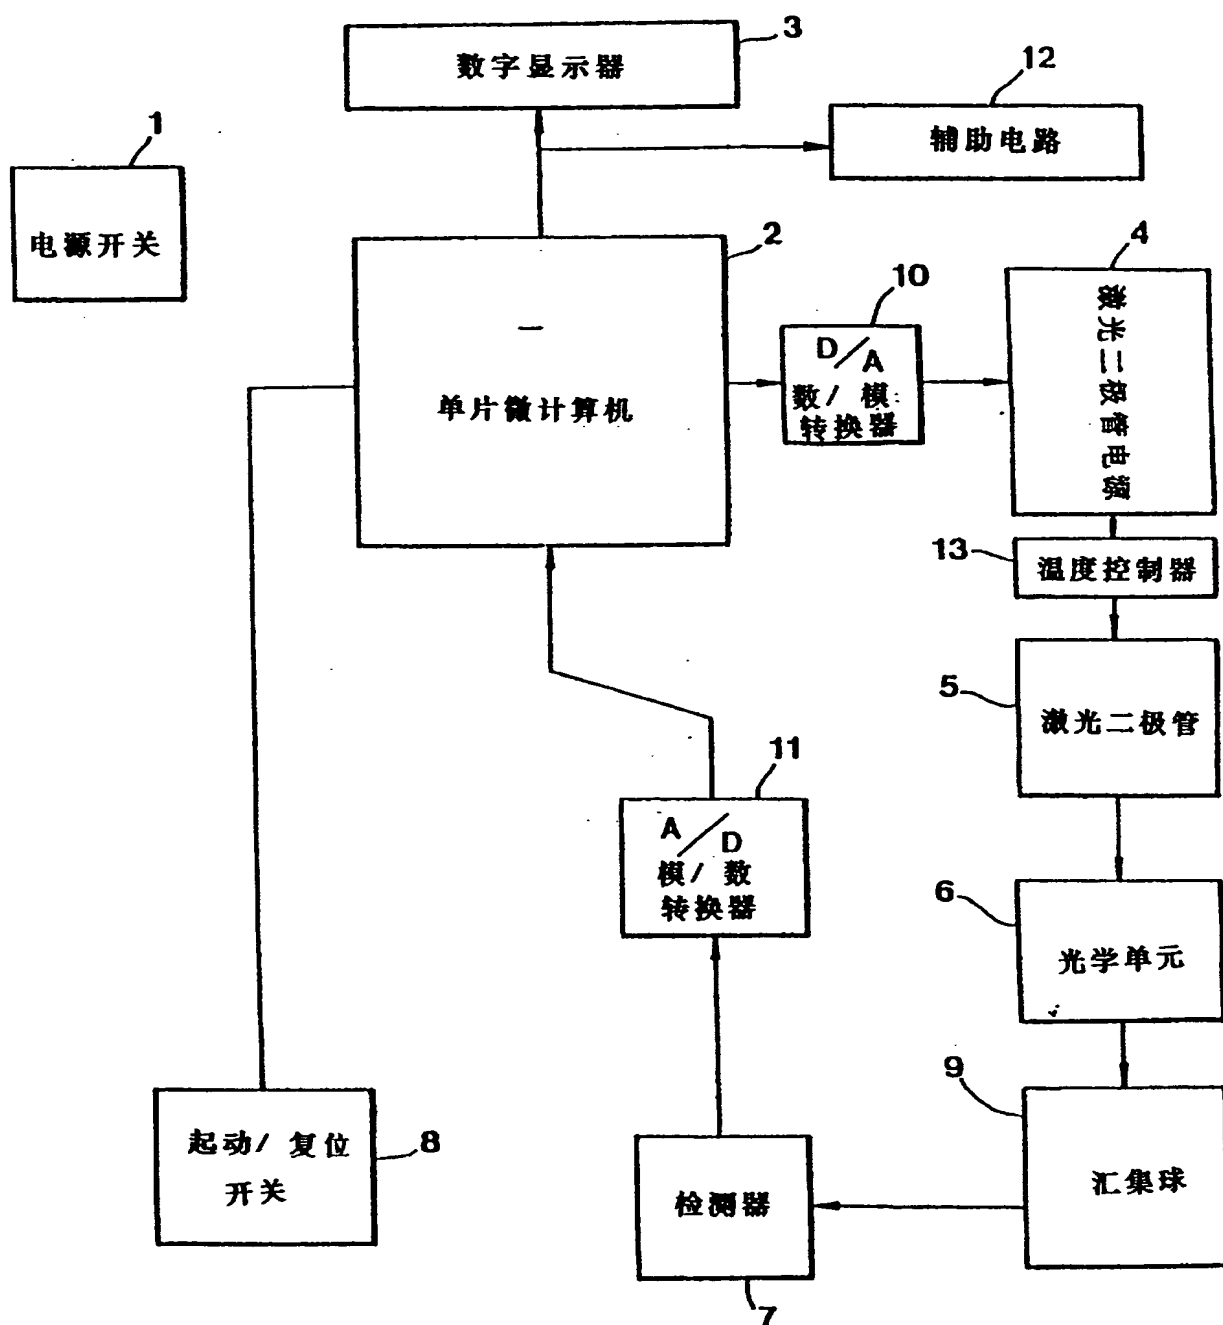 3
数字显示器
12
辅助电路
1
电源开关
2
单片微计算机
10
D/A
数/模
转换器
4
激光二极管电源
13
温度控制器
5
激光二极管
11
A/D
模/数
转换器
6
光学单元
9
汇集球
8
起动/复位
开关
检测器
7